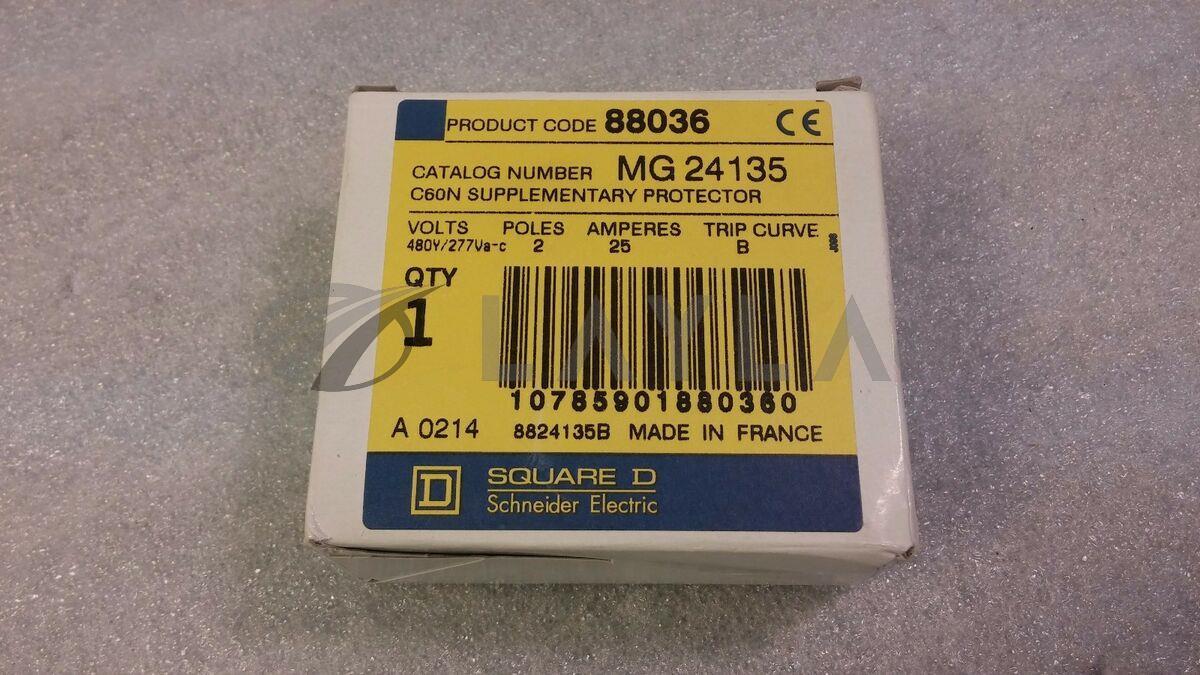 PRODUCT CODE 88036 CE
CATALOG NUMBER MG 24135
C60N SUPPLEMENTARY PROTECTOR
VOLTS POLES AMPERES TRIP CURVE
480Y/277Va-c 2 25 B
QTY
1
LAYLA
10785901880360
A 0214 8824135B MADE IN FRANCE
D SQUARE D
Schneider Electric